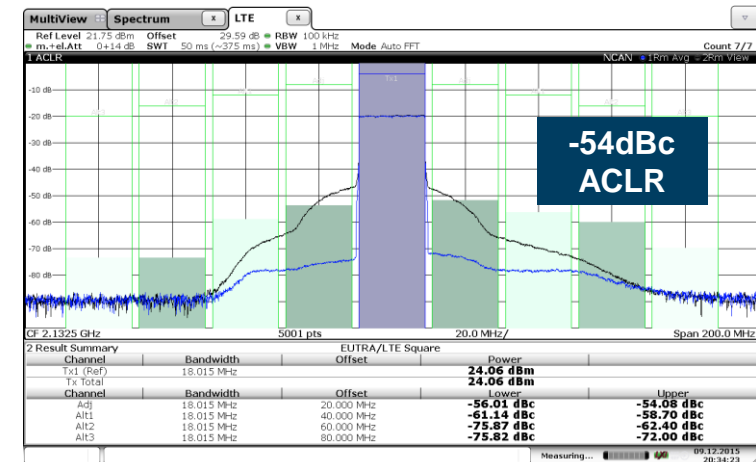 MultiView Spectrum x LTE x
Ref Level 21.75 dBm Offset 29.59 dB RBW 100 kHz
m.+el.Att 0+14 dB SWT 50 ms (~375 ms) VBW 1 MHz Mode Auto FFT Count 7/7
1 ACLR NCAN 1Rm Avg 2Rm View
Tx1
-10 dB
-20 dB
-30 dB
-40 dB
-50 dB
-60 dB
-70 dB
-80 dB
-54dBc
ACLR
CF 2.1325 GHz 5001 pts 20.0 MHz/ Span 200.0 MHz
2 Result Summary EUTRA/LTE Square
Channel Bandwidth Offset Power
Tx1 (Ref) 18.015 MHz 24.06 dBm
Tx Total 24.06 dBm
Channel Bandwidth Offset Lower Upper
Adj 18.015 MHz 20.000 MHz -56.01 dBc -54.08 dBc
Alt1 18.015 MHz 40.000 MHz -61.14 dBc -58.70 dBc
Alt2 18.015 MHz 60.000 MHz -75.87 dBc -62.40 dBc
Alt3 18.015 MHz 80.000 MHz -75.82 dBc -72.00 dBc
Measuring... 09.12.2015
20:34:23